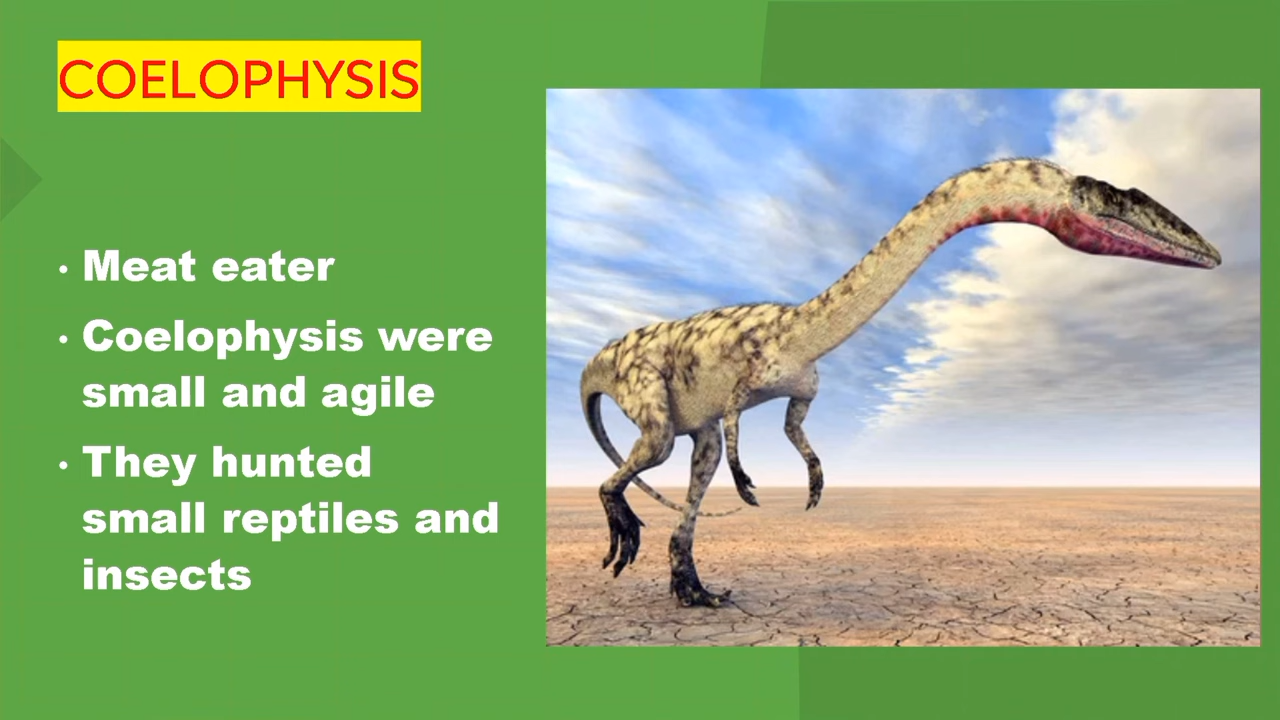 COELOPHYSIS
• Meat eater
• Coelophysis were
small and agile
• They hunted
small reptiles and
insects